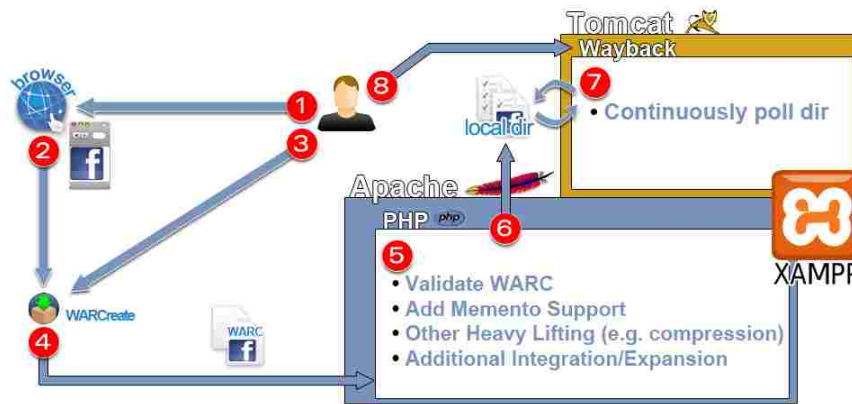 Tomcat
Wayback
8
7
browser
1
• Continuously poll dir
local dir
2
3
Apache
PHP php
6
5
• Validate WARC
XAMPP
• Add Memento Support
WARCreate
WARC
• Other Heavy Lifting (e.g. compression)
4
• Additional Integration/Expansion